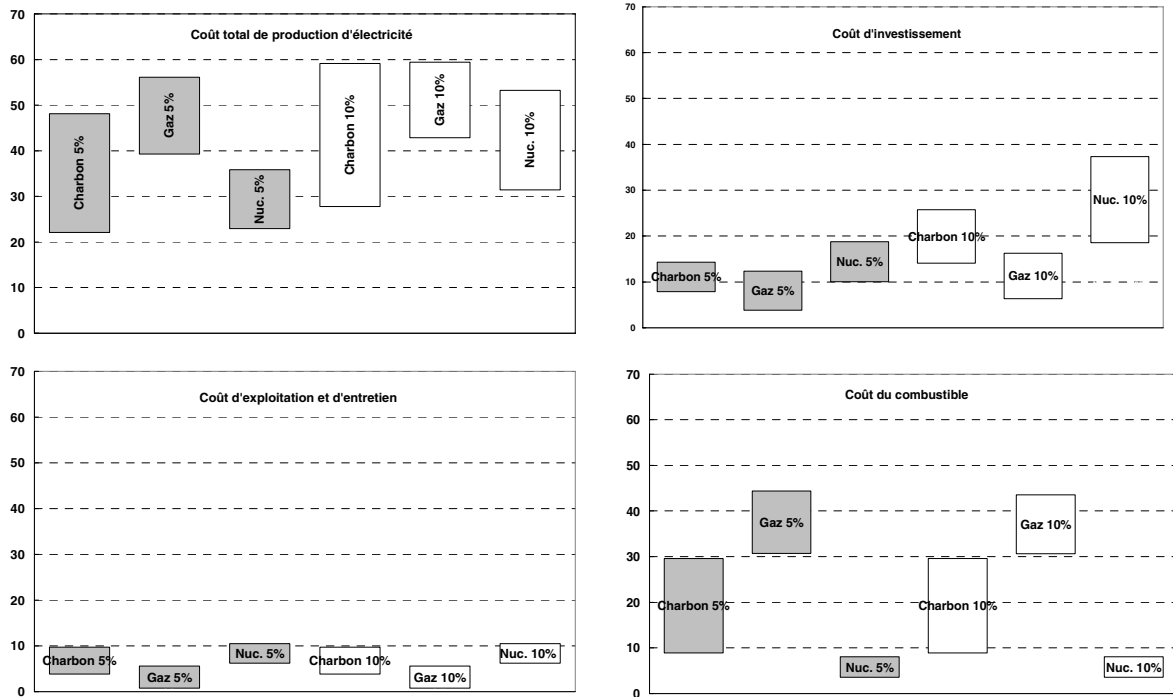 Coût total de production d'électricité
70
60
50
40
30
20
10
0
Charbon 5%
Gaz 5%
Nuc. 5%
Charbon 10%
Gaz 10%
Nuc. 10%
Coût d'investissement
70
60
50
40
30
20
10
0
Charbon 5%
Gaz 5%
Nuc. 5%
Charbon 10%
Gaz 10%
Nuc. 10%
Coût d'exploitation et d'entretien
70
60
50
40
30
20
10
0
Charbon 5%
Gaz 5%
Nuc. 5%
Charbon 10%
Gaz 10%
Nuc. 10%
Coût du combustible
70
60
50
40
30
20
10
0
Charbon 5%
Gaz 5%
Nuc. 5%
Charbon 10%
Gaz 10%
Nuc. 10%